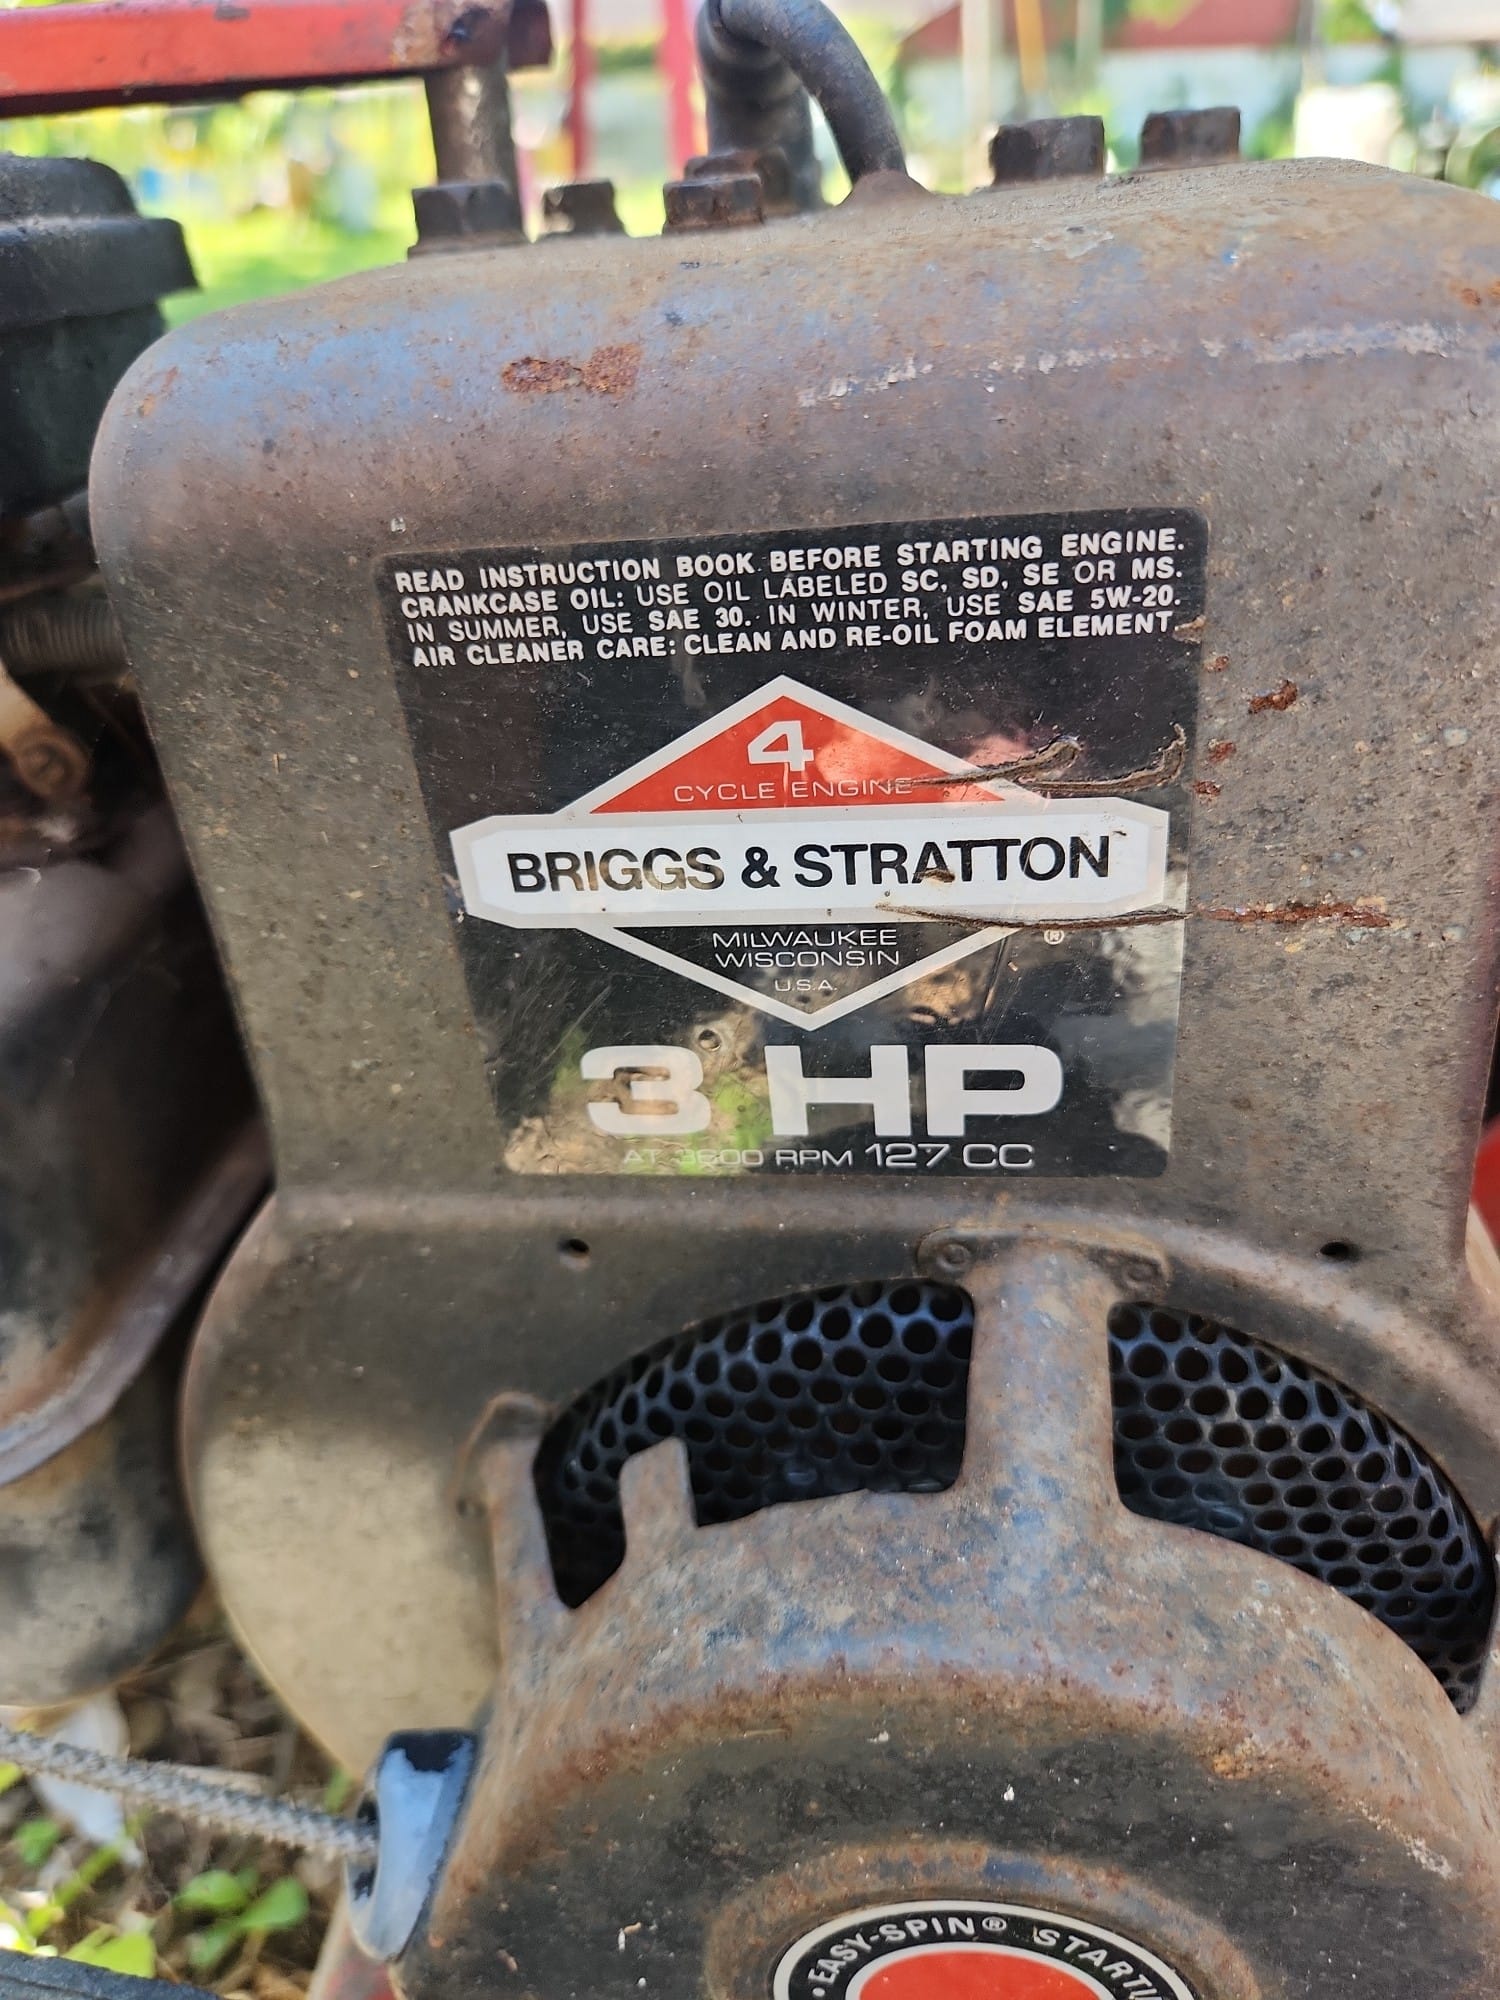 READ INSTRUCTION BOOK BEFORE STARTING ENGINE.
CRANKCASE OIL: USE OIL LABELED SC, SD, SE OR MS.
IN SUMMER, USE SAE 30. IN WINTER, USE SAE 5W-20.
AIR CLEANER CARE: CLEAN AND RE-OIL FOAM ELEMENT
4
CYCLE ENGINE
BRIGGS & STRATTON
®
MILWAUKEE
WISCONSIN
U.S.A.
3 HP
AT 3600 RPM 127 CC
• EASY-SPIN® STARTI